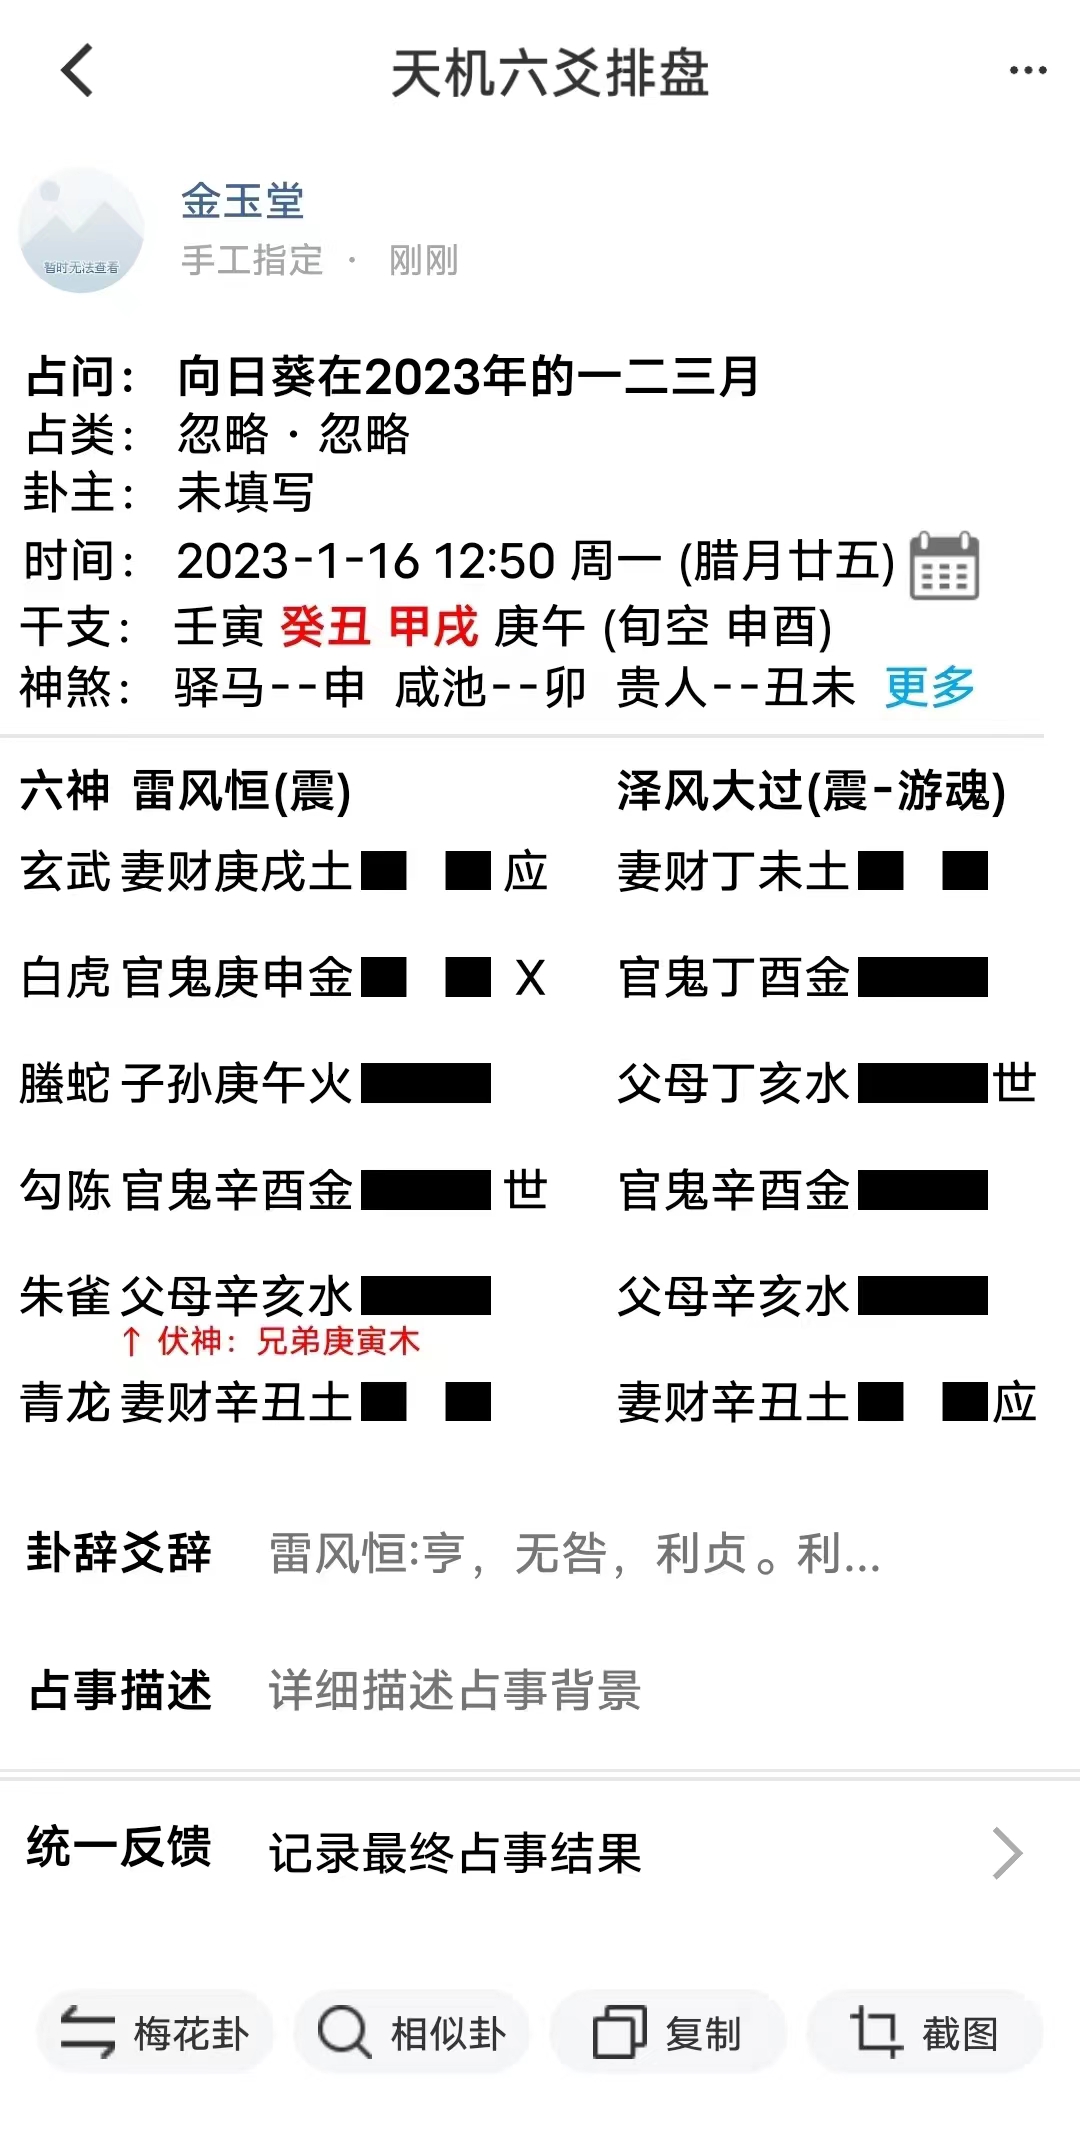 天机六爻排盘
暂时无法查看
金玉堂
手工指定 · 刚刚
占问： 向日葵在2023年的一二三月
占类： 忽略 · 忽略
卦主： 未填写
时间： 2023-1-16 12:50 周一 (腊月廿五)
干支： 壬寅 癸丑 甲戌 庚午 (旬空 申酉)
神煞： 驿马--申 咸池--卯 贵人--丑未 更多
六神 雷风恒(震) 泽风大过(震-游魂)
玄武 妻财庚戌土 应 妻财丁未土
白虎 官鬼庚申金 X 官鬼丁酉金
螣蛇 子孙庚午火 父母丁亥水 世
勾陈 官鬼辛酉金 世 官鬼辛酉金
朱雀 父母辛亥水 父母辛亥水
↑ 伏神：兄弟庚寅木
青龙 妻财辛丑土 妻财辛丑土 应
卦辞爻辞 雷风恒:亨，无咎，利贞。利...
占事描述 详细描述占事背景
统一反馈 记录最终占事结果
梅花卦 相似卦 复制 截图